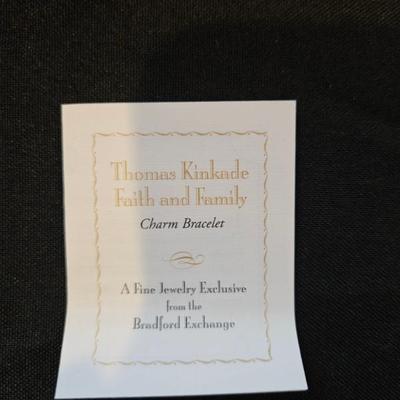 Thomas Kinkade
Faith and Family
Charm Bracelet
A Fine Jewelry Exclusive
from the
Bradford Exchange